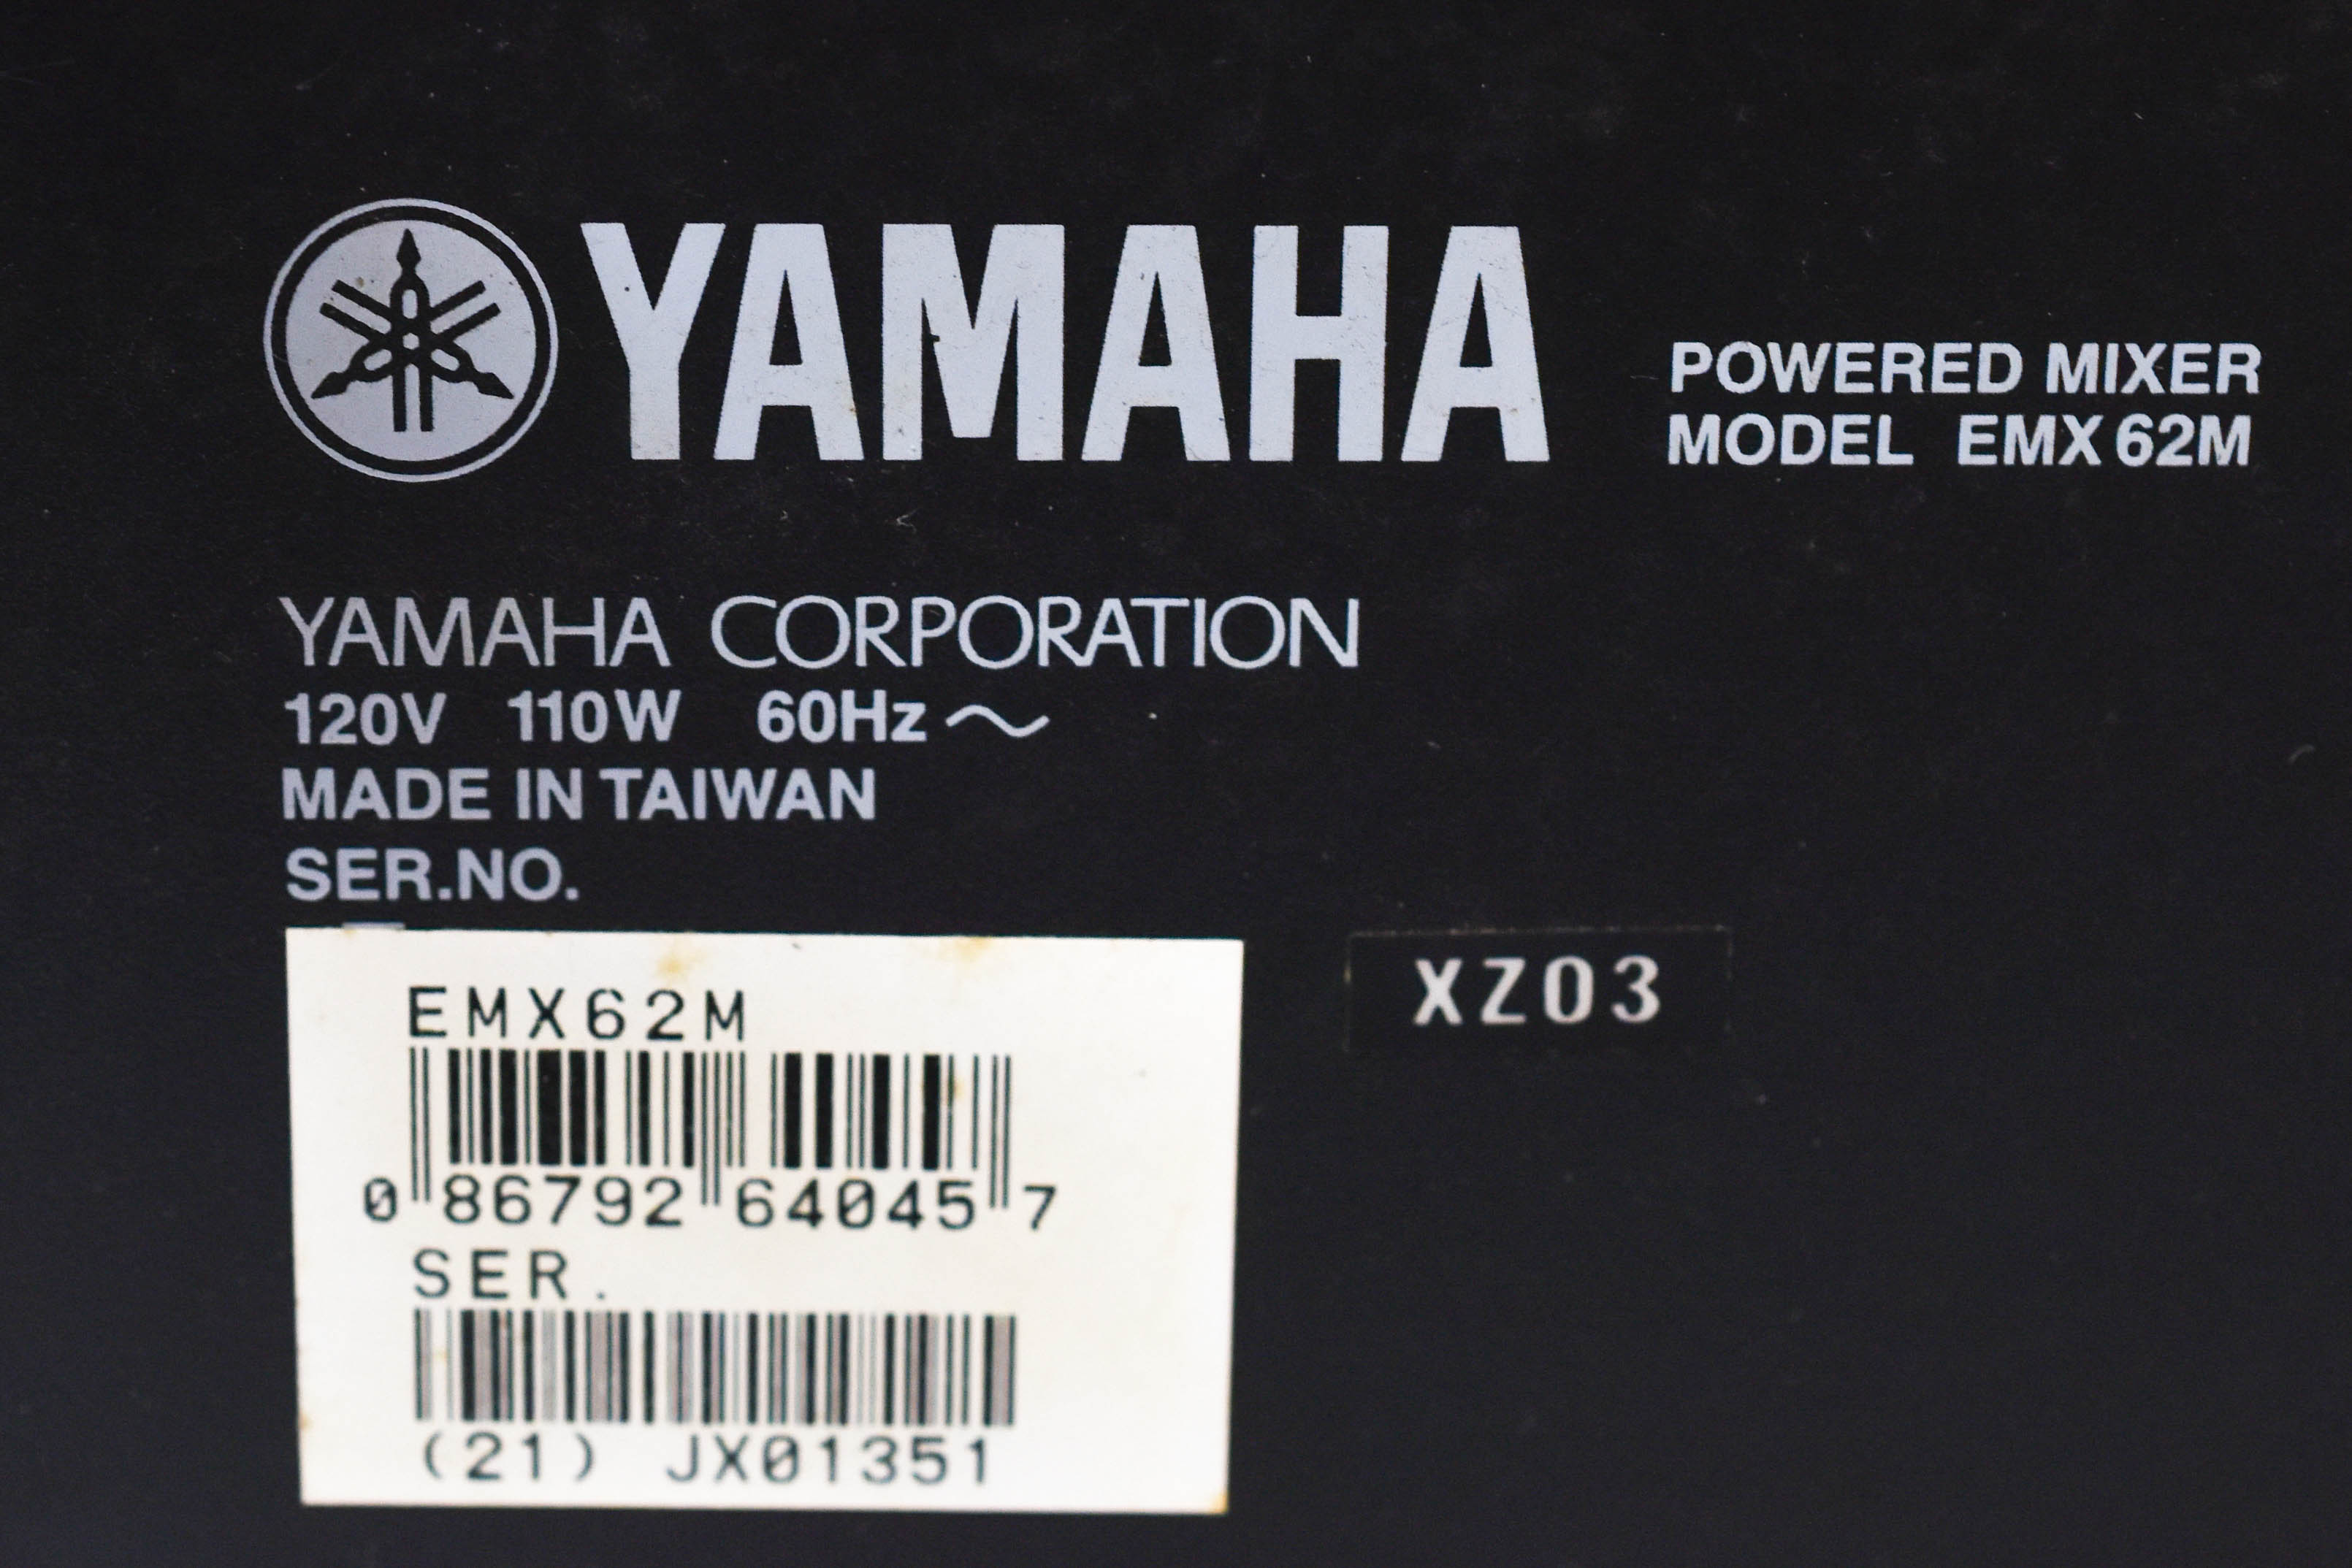 YAMAHA
POWERED MIXER
MODEL EMX 62M
YAMAHA CORPORATION
120V 110W 60Hz ～
MADE IN TAIWAN
SER.NO.
XZ03
EMX62M
0 86792 64045 7
SER.
(21) JX01351